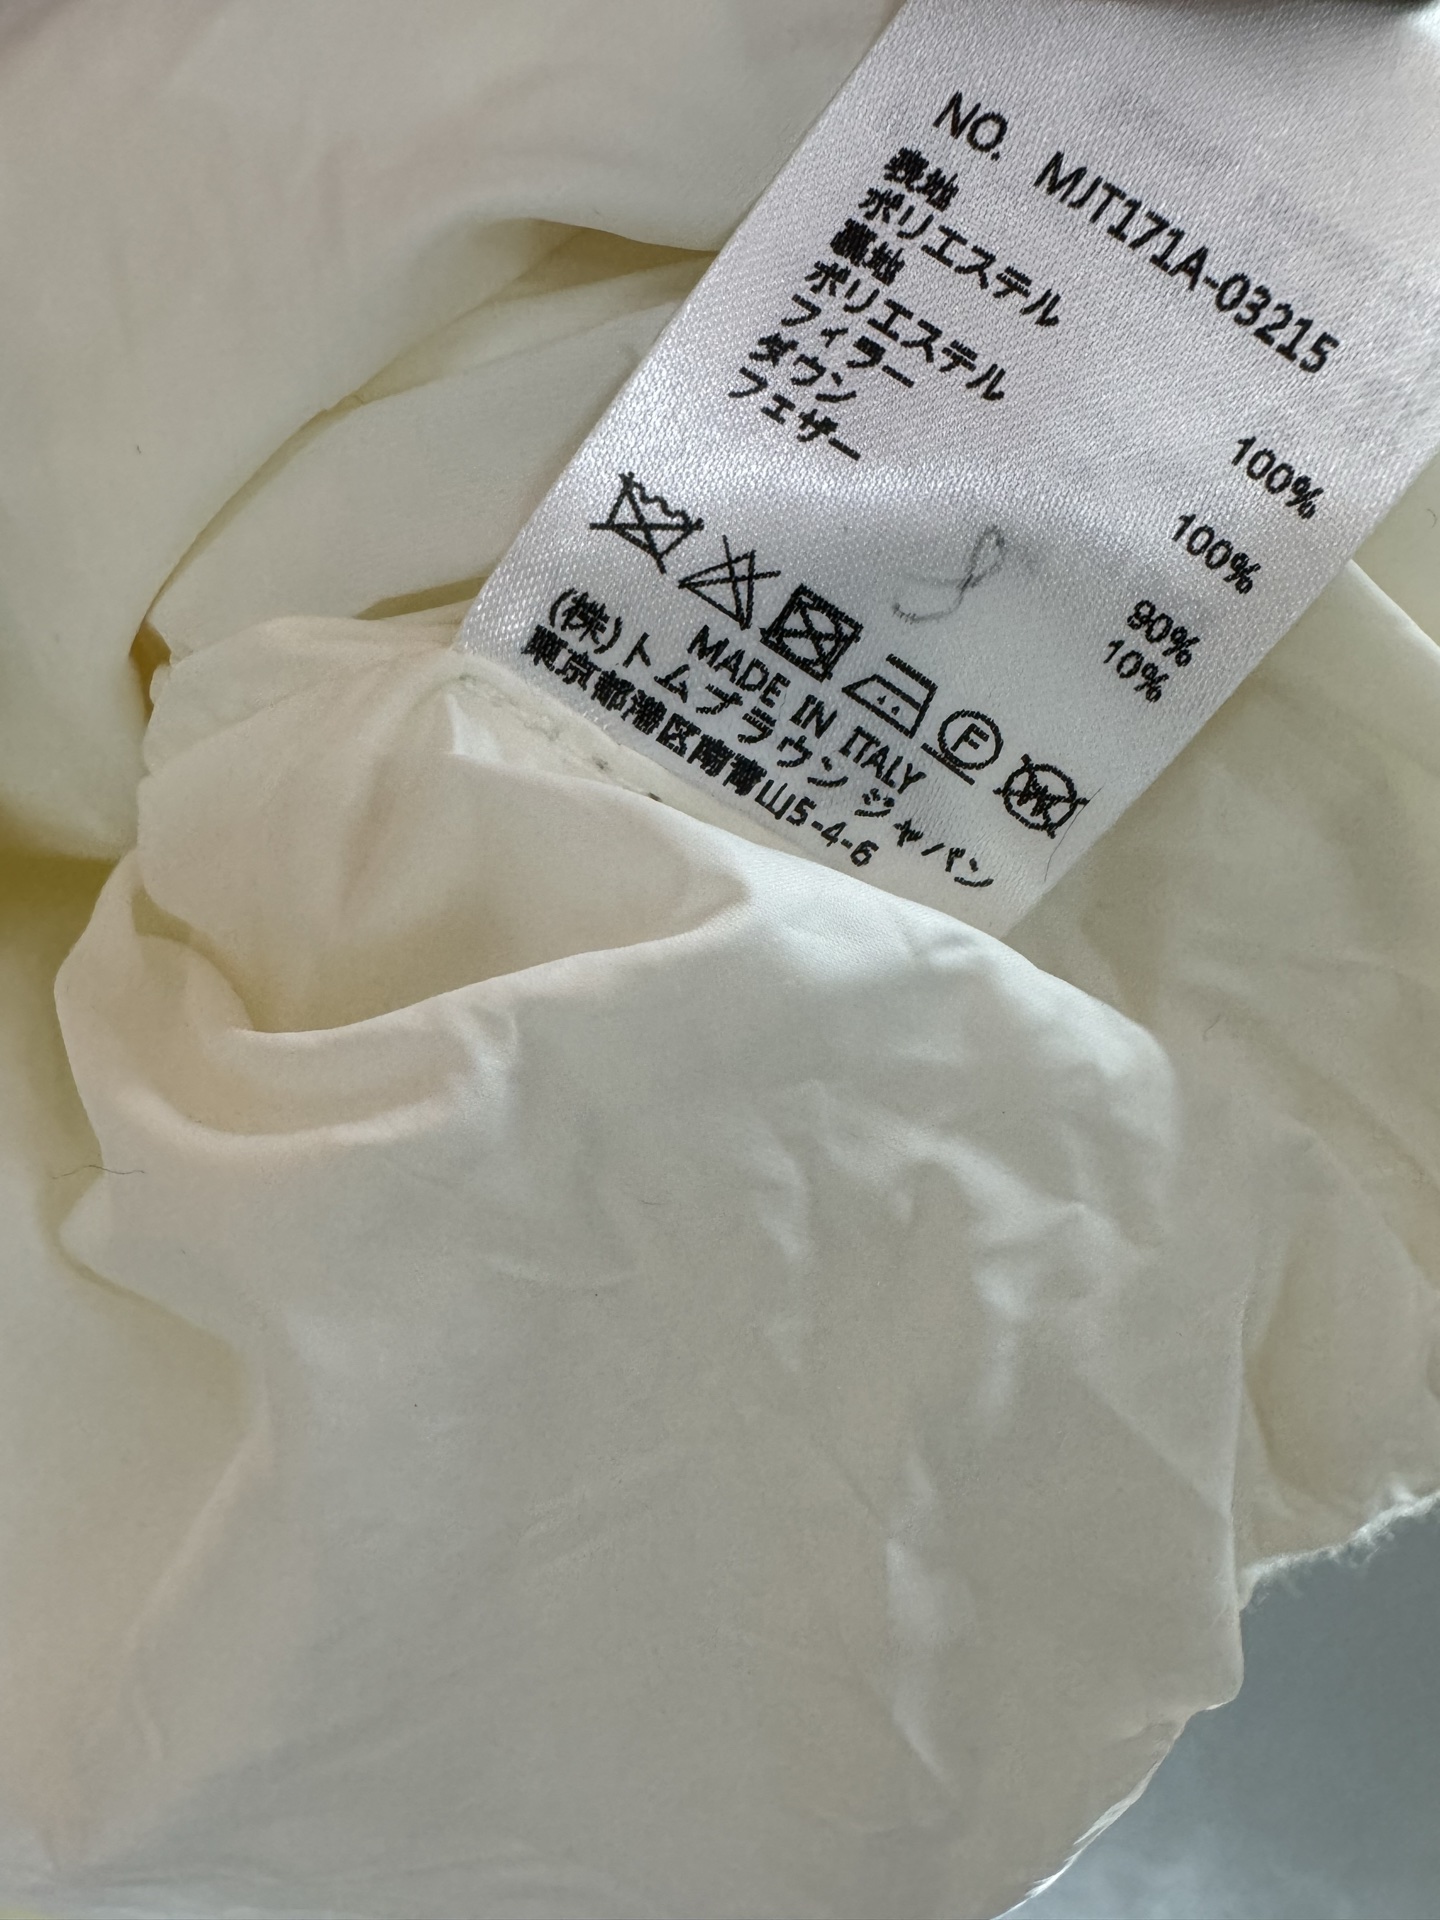 NO. MJT171A-03215
表地
ポリエステル 100%
裏地
ポリエステル 100%
フィラー
ダウン 90%
フェザー 10%
F W
MADE IN ITALY
(株)トムブラウン ジャパン
東京都港区南青山5-4-6